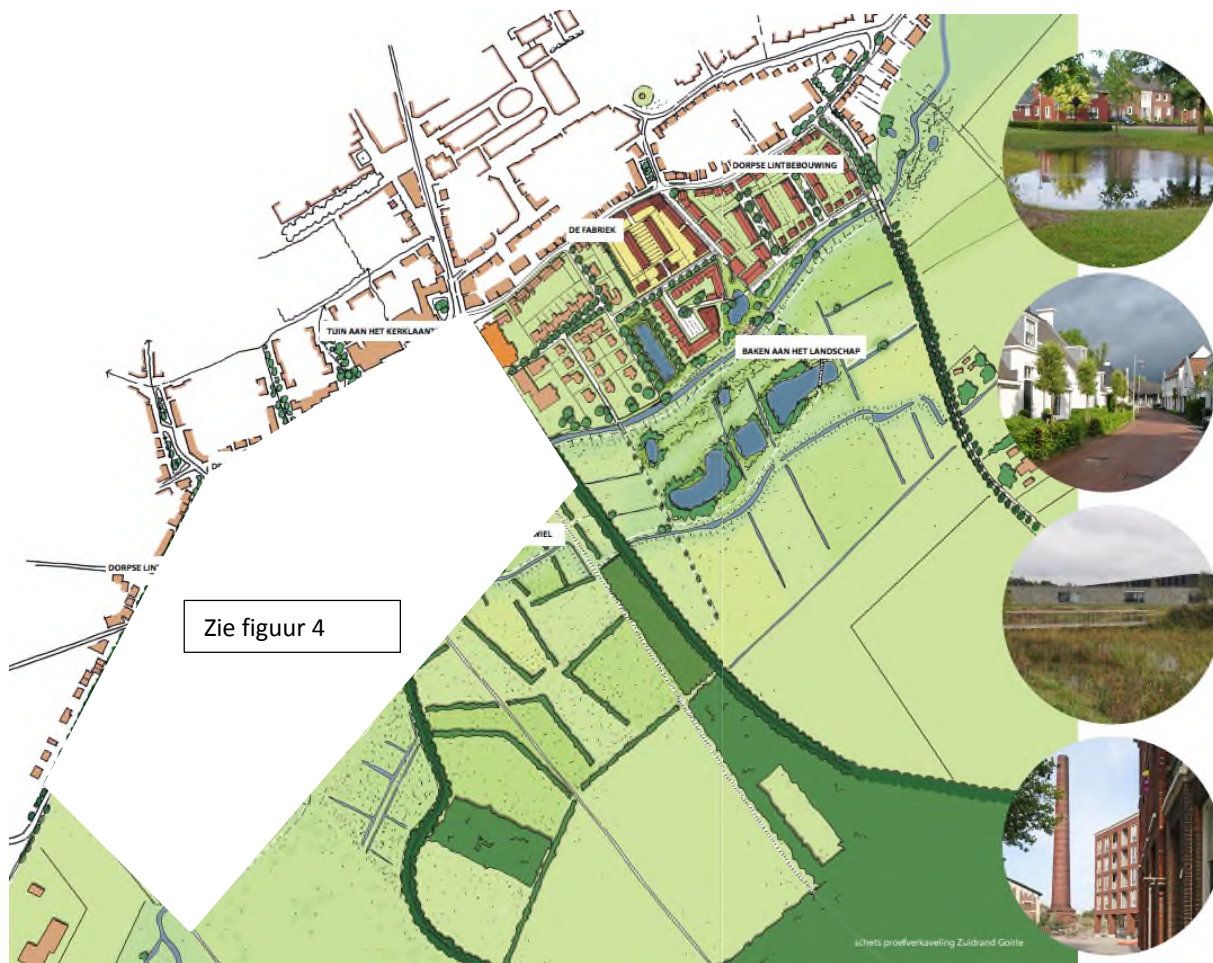 DORPSE LINTBEBOUWING
DE FABRIEK
TUIN AAN HET KERKLAANT
BAKEN AAN HET LANDSCHAP
WIEL
DORPSE LIN
Zie figuur 4
schets proefverkaveling Zuidrand Goirle